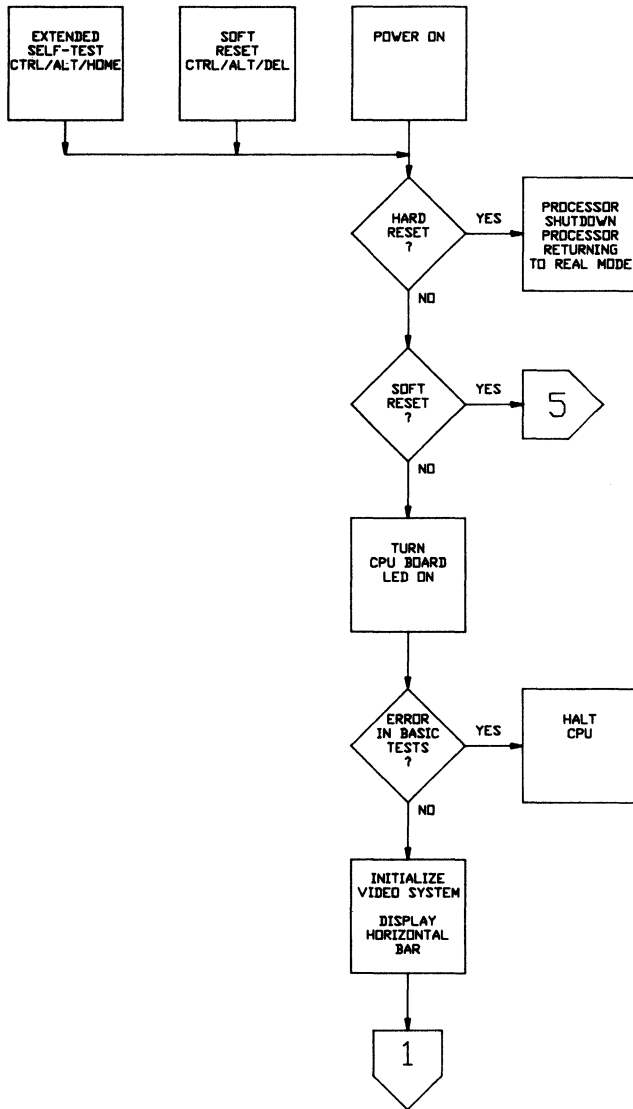 EXTENDED
SELF-TEST
CTRL/ALT/HOME
SOFT
RESET
CTRL/ALT/DEL
POWER ON
HARD
RESET
?
YES
PROCESSOR
SHUTDOWN
PROCESSOR
RETURNING
TO REAL MODE
NO
SOFT
RESET
?
YES
5
NO
TURN
CPU BOARD
LED ON
ERROR
IN BASIC
TESTS
?
YES
HALT
CPU
NO
INITIALIZE
VIDEO SYSTEM
DISPLAY
HORIZONTAL
BAR
1